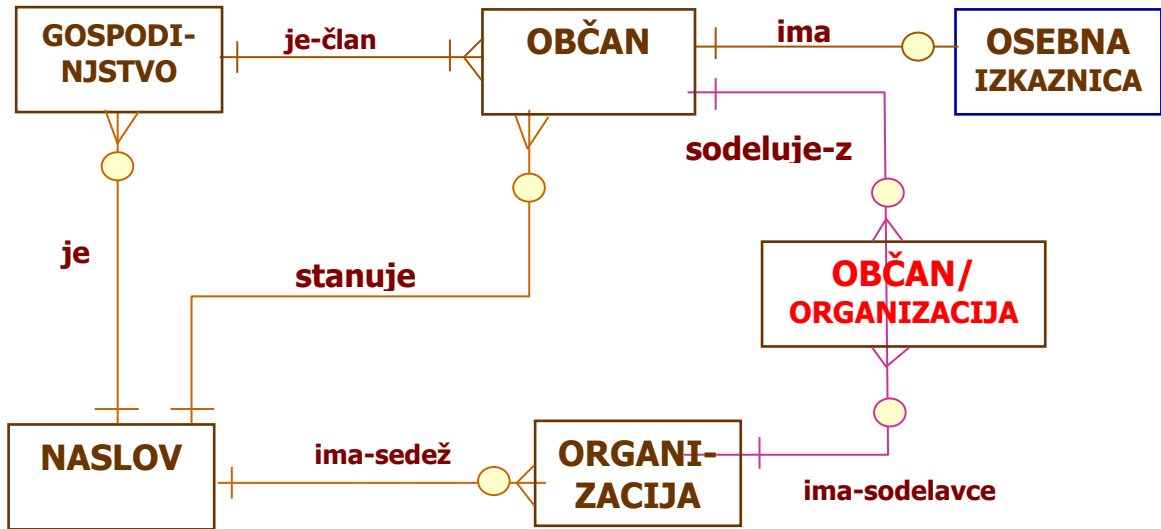 GOSPODI-
NJSTVO
je-član
OBČAN
ima
OSEBNA
IZKAZNICA
sodeluje-z
je
stanuje
OBČAN/
ORGANIZACIJA
NASLOV
ima-sedež
ORGANI-
ZACIJA
ima-sodelavce